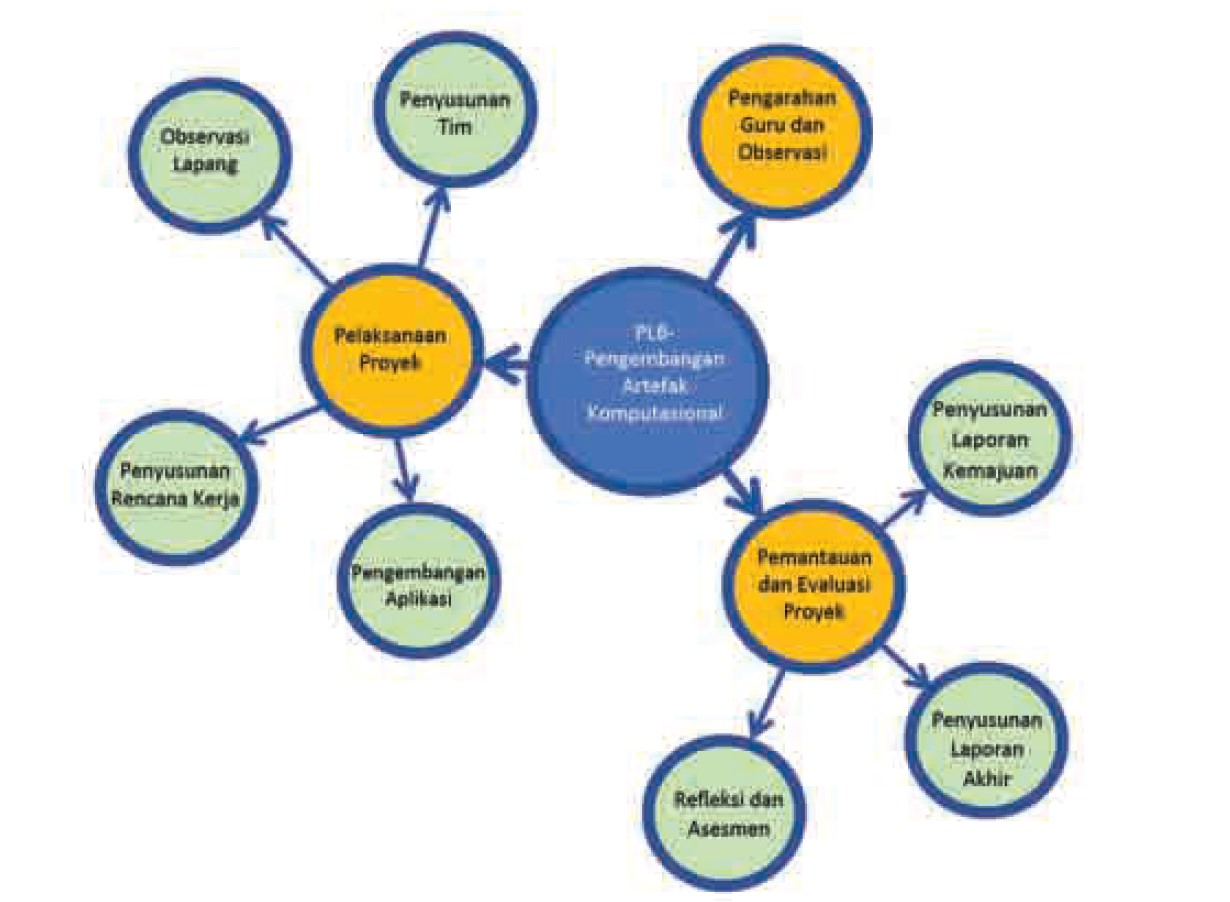 Penyusunan
Tim
Pengarahan
Guru dan
Observasi
Observasi
Lapang
Pelaksanaan
Proyek
PLB-
Pengembangan
Artefak
Komputasional
Penyusunan
Laporan
Kemajuan
Penyusunan
Rencana Kerja
Pengembangan
Aplikasi
Pemantauan
dan Evaluasi
Proyek
Penyusunan
Laporan
Akhir
Refleksi dan
Asesmen